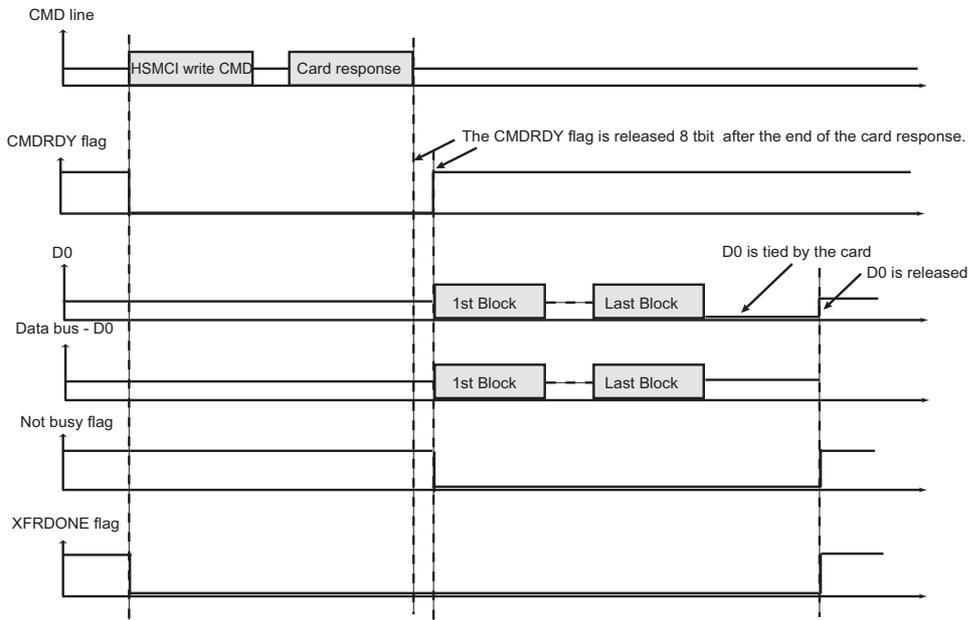 CMD line
HSMCI write CMD
Card response
The CMDRDY flag is released 8 tbit after the end of the card response.
CMDRDY flag
D0
D0 is tied by the card
D0 is released
1st Block
Last Block
Data bus - D0
1st Block
Last Block
Not busy flag
XFRDONE flag